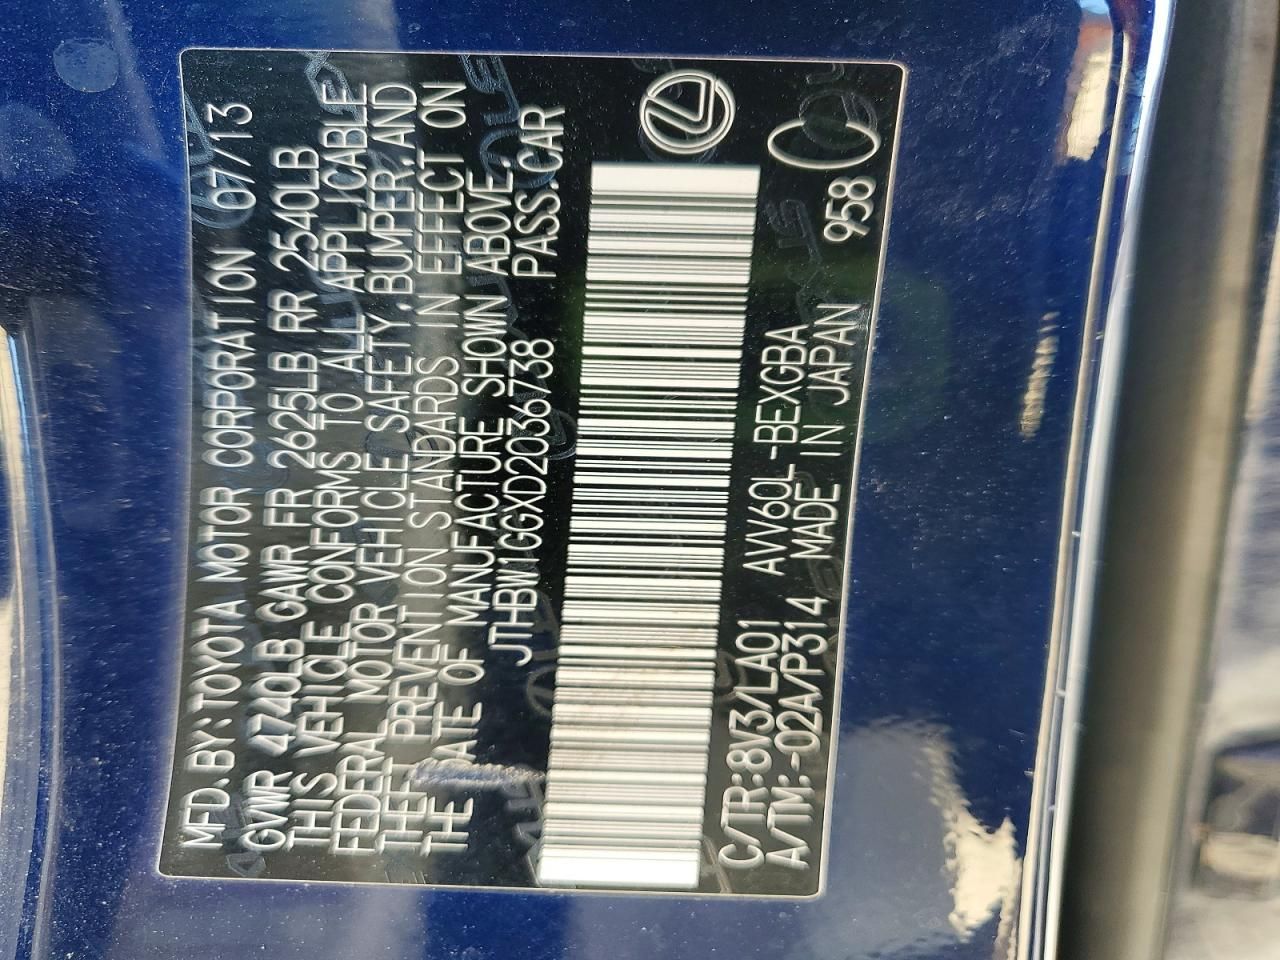 MFD.BY:TOYOTA MOTOR CORPORATION 07/13
GVWR 4740LB GAWR FR 2625LB RR 2540LB
THIS VEHICLE CONFORMS TO ALL APPLICABLE
FEDERAL MOTOR VEHICLE SAFETY,BUMPER,AND
THEFT PREVENTION STANDARDS IN EFFECT ON
THE DATE OF MANUFACTURE SHOWN ABOVE.
JTHBW1GGXD2036738 PASS.CAR
C/TR:8V3/LA01 AVV60L-BEXGBA
A/TM:-02A/P314 MADE IN JAPAN
958